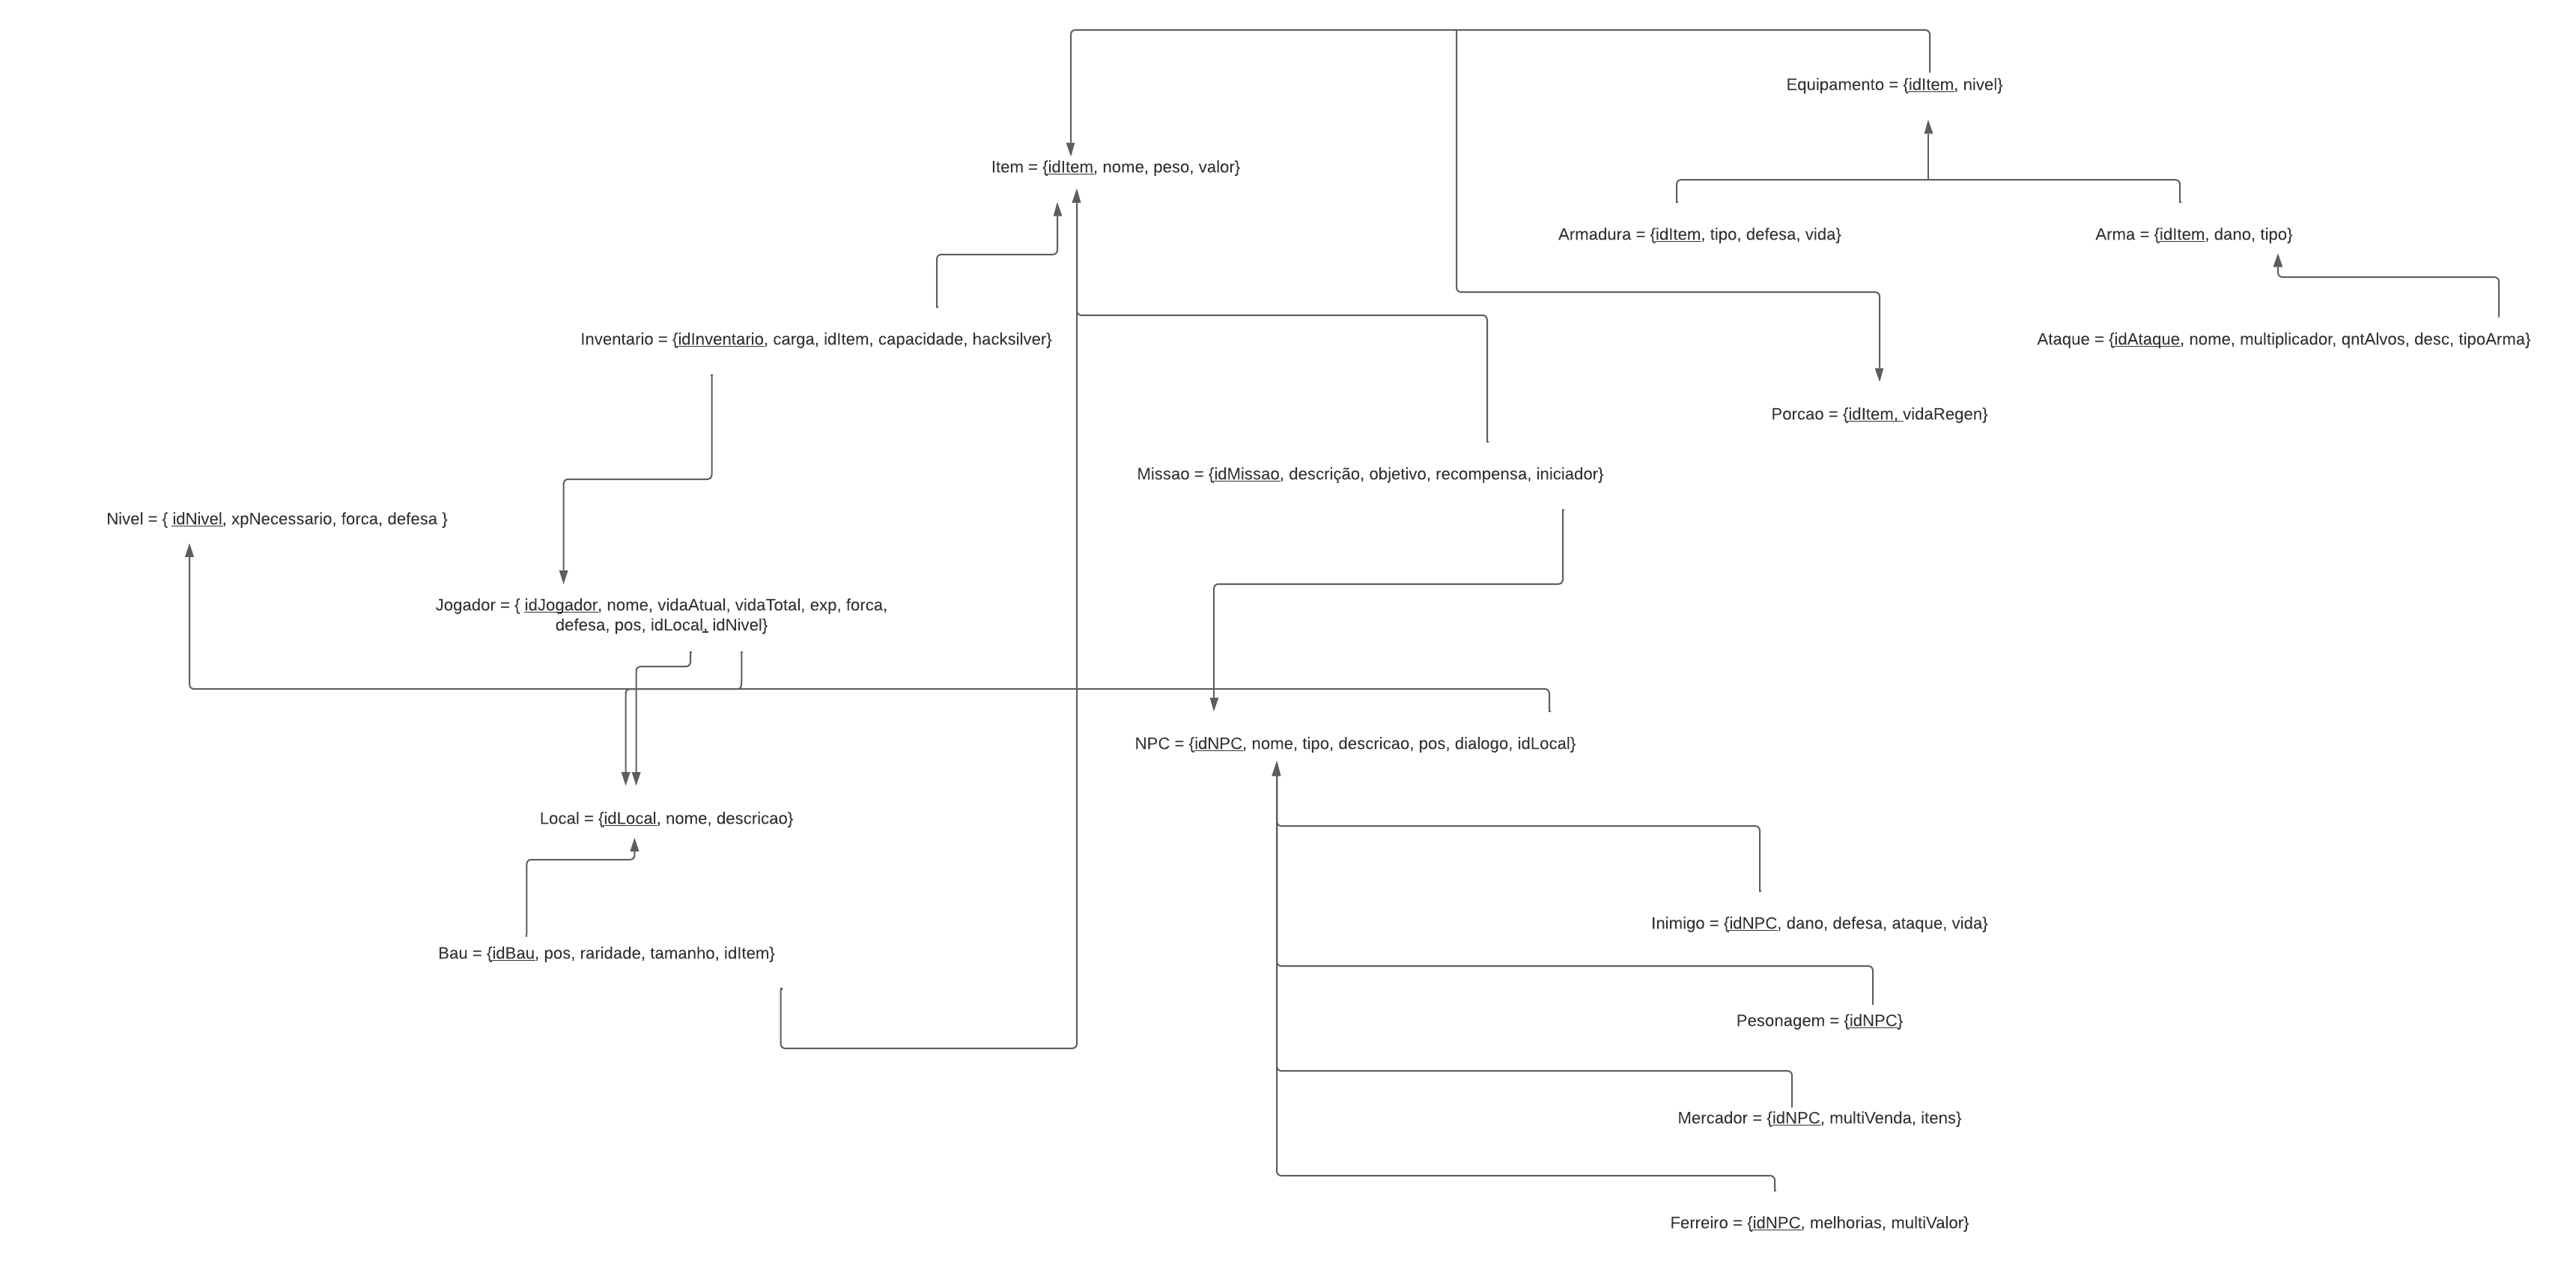 Equipamento = {idItem, nivel}
Item = {idItem, nome, peso, valor}
Armadura = {idItem, tipo, defesa, vida}
Arma = {idItem, dano, tipo}
Inventario = {idInventario, carga, idItem, capacidade, hacksilver}
Ataque = {idAtaque, nome, multiplicador, qntAlvos, desc, tipoArma}
Porcao = {idItem, vidaRegen}
Missao = {idMissao, descrição, objetivo, recompensa, iniciador}
Nivel = { idNivel, xpNecessario, forca, defesa }
Jogador = { idJogador, nome, vidaAtual, vidaTotal, exp, forca,
defesa, pos, idLocal, idNivel}
NPC = {idNPC, nome, tipo, descricao, pos, dialogo, idLocal}
Local = {idLocal, nome, descricao}
Inimigo = {idNPC, dano, defesa, ataque, vida}
Bau = {idBau, pos, raridade, tamanho, idItem}
Pesonagem = {idNPC}
Mercador = {idNPC, multiVenda, itens}
Ferreiro = {idNPC, melhorias, multiValor}